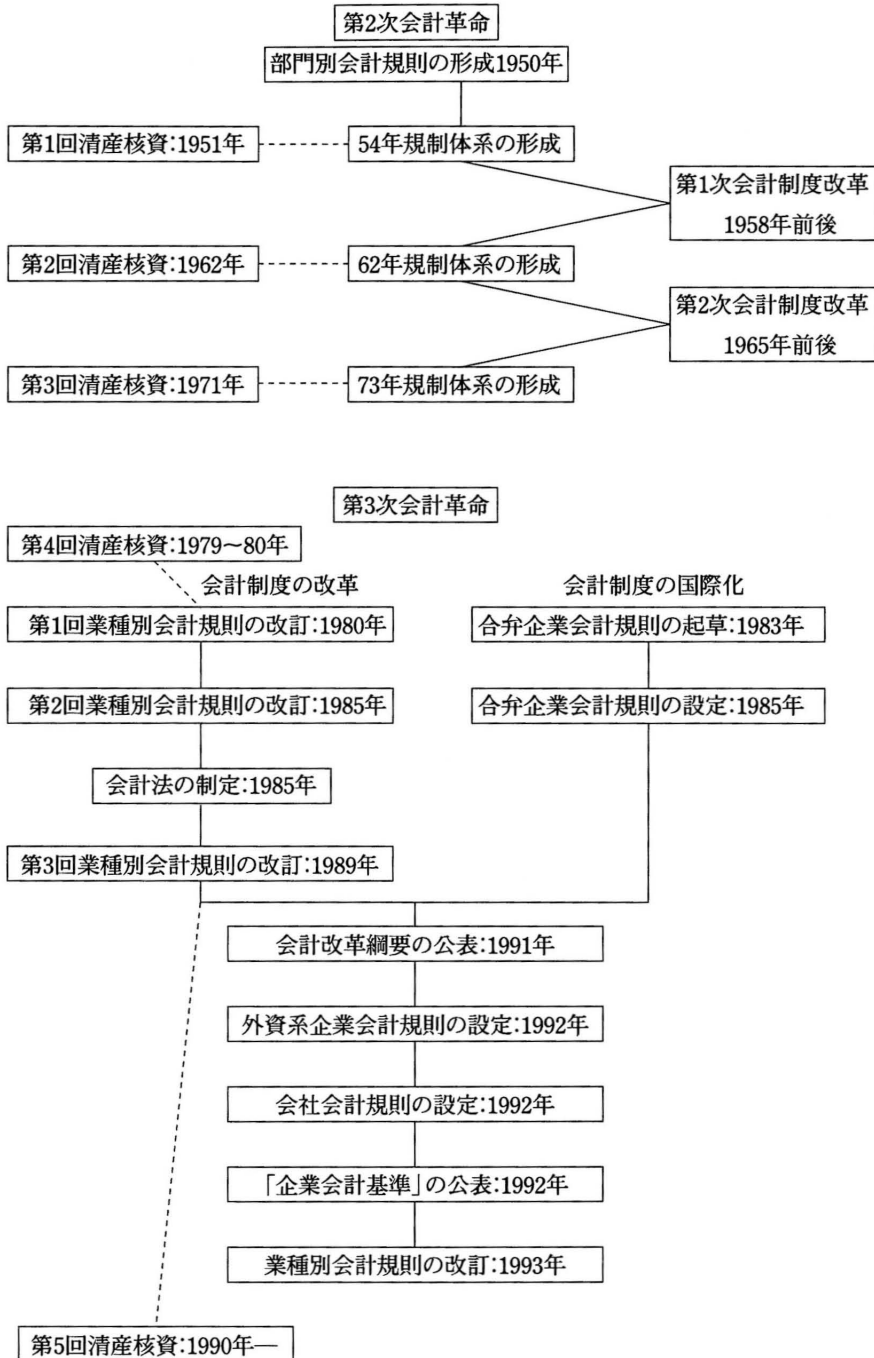 第2次会計革命
部門別会計規則の形成1950年
第1回清産核資:1951年
54年規制体系の形成
第1次会計制度改革
1958年前後
第2回清産核資:1962年
62年規制体系の形成
第2次会計制度改革
1965年前後
第3回清産核資:1971年
73年規制体系の形成
第3次会計革命
第4回清産核資:1979〜80年
会計制度の改革
会計制度の国際化
第1回業種別会計規則の改訂:1980年
合弁企業会計規則の起草:1983年
第2回業種別会計規則の改訂:1985年
合弁企業会計規則の設定:1985年
会計法の制定:1985年
第3回業種別会計規則の改訂:1989年
会計改革綱要の公表:1991年
外資系企業会計規則の設定:1992年
会社会計規則の設定:1992年
「企業会計基準」の公表:1992年
業種別会計規則の改訂:1993年
第5回清産核資:1990年―